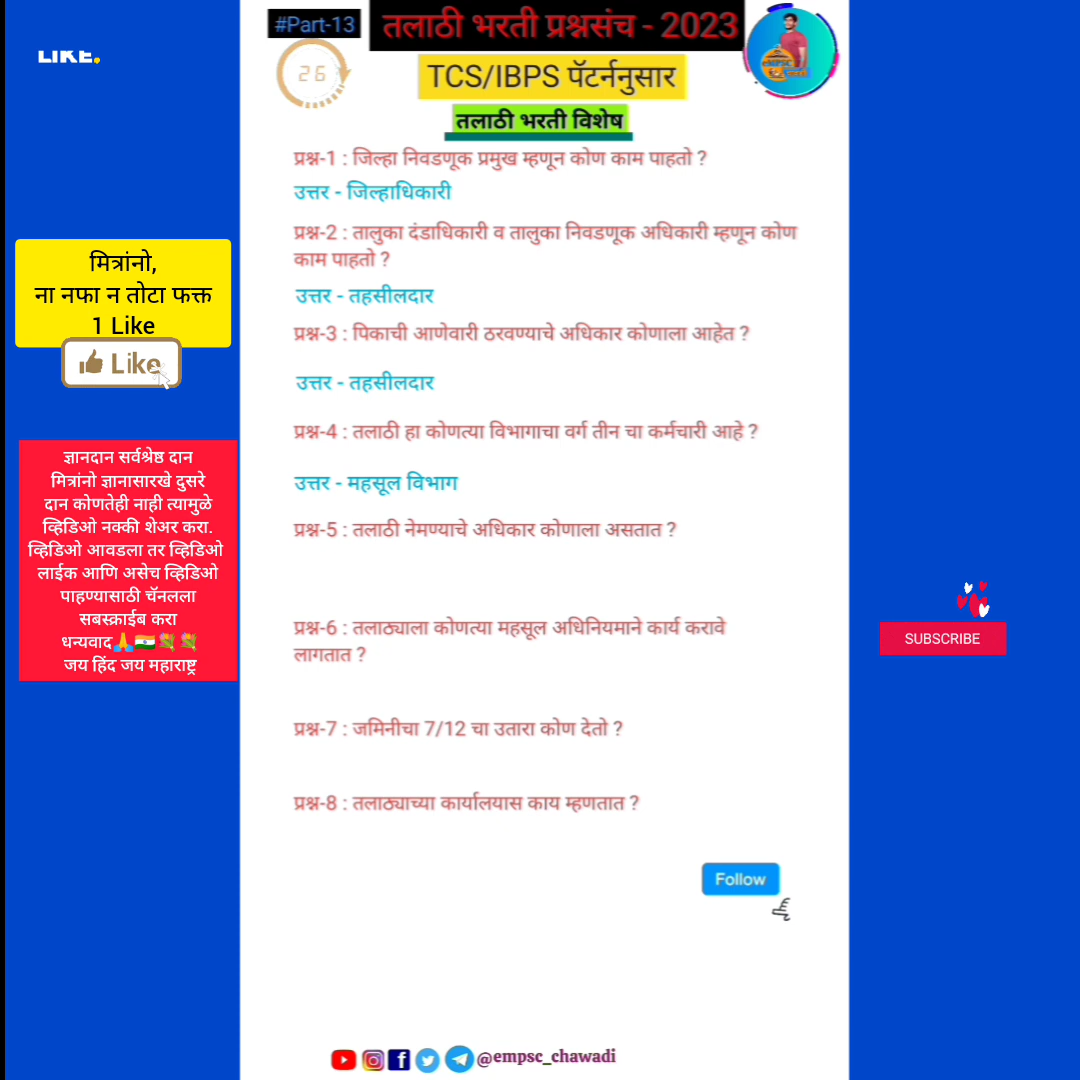 #Part-13
तलाठी भरती प्रश्नसंच - 2023
LIKE.
26
TCS/IBPS पॅटर्ननुसार
तलाठी भरती विशेष
प्रश्न-1 : जिल्हा निवडणूक प्रमुख म्हणून कोण काम पाहतो ?
उत्तर - जिल्हाधिकारी
प्रश्न-2 : तालुका दंडाधिकारी व तालुका निवडणूक अधिकारी म्हणून कोण
काम पाहतो ?
उत्तर - तहसीलदार
प्रश्न-3 : पिकाची आणेवारी ठरवण्याचे अधिकार कोणाला आहेत ?
उत्तर - तहसीलदार
प्रश्न-4 : तलाठी हा कोणत्या विभागाचा वर्ग तीन चा कर्मचारी आहे ?
उत्तर - महसूल विभाग
प्रश्न-5 : तलाठी नेमण्याचे अधिकार कोणाला असतात ?
प्रश्न-6 : तलाठ्याला कोणत्या महसूल अधिनियमाने कार्य करावे
लागतात ?
प्रश्न-7 : जमिनीचा 7/12 चा उतारा कोण देतो ?
प्रश्न-8 : तलाठ्याच्या कार्यालयास काय म्हणतात ?
मित्रांनो,
ना नफा न तोटा फक्त
1 Like
Like
ज्ञानदान सर्वश्रेष्ठ दान
मित्रांनो ज्ञानासारखे दुसरे
दान कोणतेही नाही त्यामुळे
व्हिडिओ नक्की शेअर करा.
व्हिडिओ आवडला तर व्हिडिओ
लाईक आणि असेच व्हिडिओ
पाहण्यासाठी चॅनलला
सबस्क्राईब करा
धन्यवाद🙏🇮🇳💐💐
जय हिंद जय महाराष्ट्र
SUBSCRIBE
Follow
@empsc_chawadi